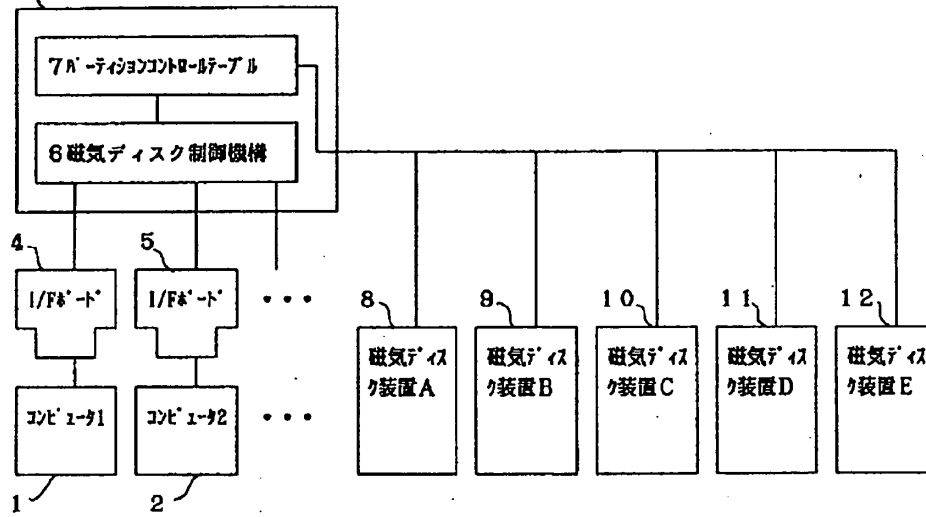 7パーティションコントロールテーブル
6磁気ディスク制御機構
4
5
I/Fボード
I/Fボード
・・・
8
9
10
11
12
磁気ディス
ク装置A
磁気ディス
ク装置B
磁気ディス
ク装置C
磁気ディス
ク装置D
磁気ディス
ク装置E
コンピュータ1
コンピュータ2
・・・
1
2